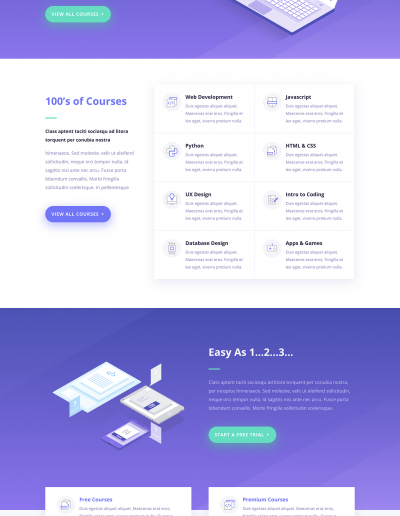 VIEW ALL COURSES
100's of Courses
Class aptent taciti sociosqu ad litora
torquent per conubia nostra
himenaeos. Sed molestie, velit ut eleifend
sollicitudin, neque orci tempor nulla, id
sagittis nisi ante nec arcu. Fusce porta
bibendum convallis. Morbi fringilla
sollicitudin scelerisque. In pellentesque
VIEW ALL COURSES
Web Development
Duis egestas aliquet aliquet.
Maecenas erat eros, fringilla et
leo eget, viverra pretium nulla.
Javascript
Duis egestas aliquet aliquet.
Maecenas erat eros, fringilla et
leo eget, viverra pretium nulla.
Python
Duis egestas aliquet aliquet.
Maecenas erat eros, fringilla et
leo eget, viverra pretium nulla.
HTML & CSS
Duis egestas aliquet aliquet.
Maecenas erat eros, fringilla et
leo eget, viverra pretium nulla.
UX Design
Duis egestas aliquet aliquet.
Maecenas erat eros, fringilla et
leo eget, viverra pretium nulla.
Intro to Coding
Duis egestas aliquet aliquet.
Maecenas erat eros, fringilla et
leo eget, viverra pretium nulla.
Database Design
Duis egestas aliquet aliquet.
Maecenas erat eros, fringilla et
leo eget, viverra pretium nulla.
Apps & Games
Duis egestas aliquet aliquet.
Maecenas erat eros, fringilla et
leo eget, viverra pretium nulla.
Easy As 1...2...3...
Class aptent taciti sociosqu ad litora torquent per conubia nostra,
per inceptos himenaeos. Sed molestie, velit ut eleifend sollicitudin,
neque orci tempor nulla, id sagittis nisi ante nec arcu. Fusce porta
bibendum convallis. Morbi fringilla sollicitudin scelerisque.
START A FREE TRIAL
Free Courses
Duis egestas aliquet aliquet. Maecenas erat
Premium Courses
Duis egestas aliquet aliquet. Maecenas erat